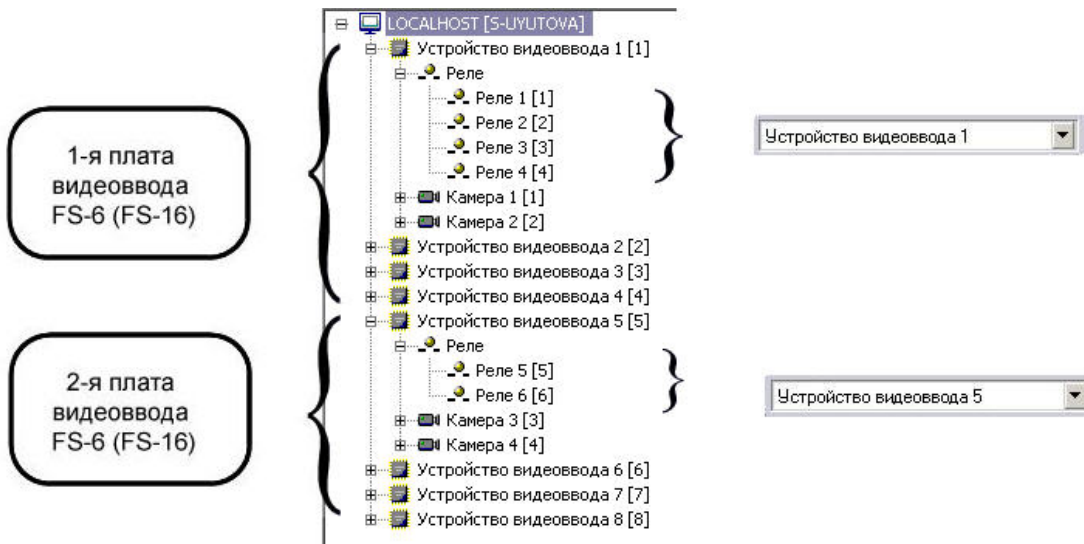 LOCALHOST [S-UYUTOVA]
Устройство видеоввода 1 [1]
Реле
Реле 1 [1]
Реле 2 [2]
Реле 3 [3]
Реле 4 [4]
Камера 1 [1]
Камера 2 [2]
Устройство видеоввода 2 [2]
Устройство видеоввода 3 [3]
Устройство видеоввода 4 [4]
Устройство видеоввода 5 [5]
Реле
Реле 5 [5]
Реле 6 [6]
Камера 3 [3]
Камера 4 [4]
Устройство видеоввода 6 [6]
Устройство видеоввода 7 [7]
Устройство видеоввода 8 [8]
1-я плата
видеоввода
FS-6 (FS-16)
2-я плата
видеоввода
FS-6 (FS-16)
Устройство видеоввода 1
Устройство видеоввода 5